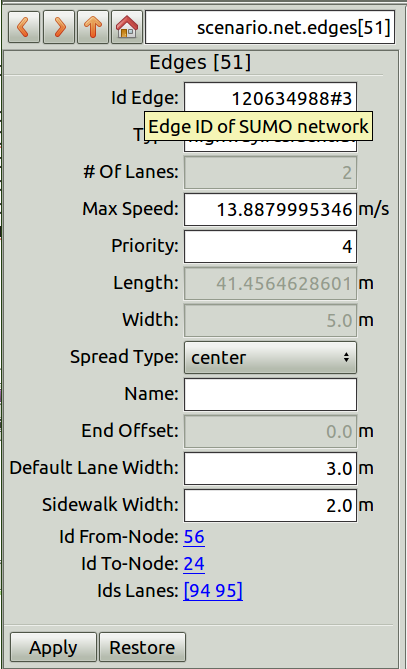 scenario.net.edges[51]
Edges [51]
Id Edge: 120634988#3
Edge ID of SUMO network
# Of Lanes: 2
Max Speed: 13.8879995346 m/s
Priority: 4
Length: 41.4564628601 m
Width: 5.0 m
Spread Type: center
Name:
End Offset: 0.0 m
Default Lane Width: 3.0 m
Sidewalk Width: 2.0 m
Id From-Node: 56
Id To-Node: 24
Ids Lanes: [94 95]
Apply Restore